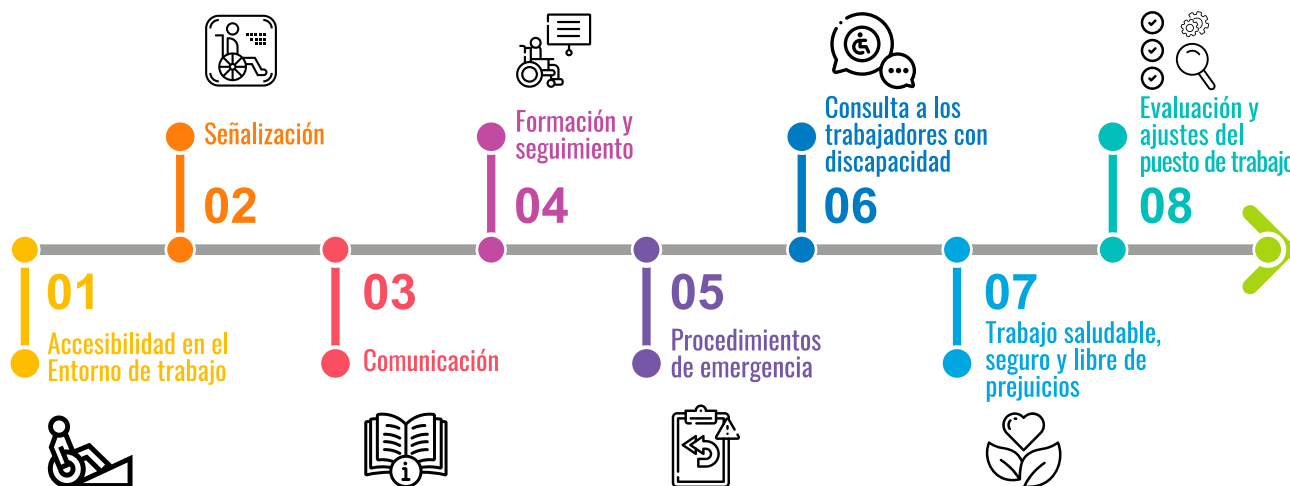 01
Accesibilidad en el
Entorno de trabajo
Señalización
02
03
Comunicación
Formación y
seguimiento
04
05
Procedimientos
de emergencia
Consulta a los
trabajadores con
discapacidad
06
07
Trabajo saludable,
seguro y libre de
prejuicios
Evaluación y
ajustes del
puesto de trabajo
08
i